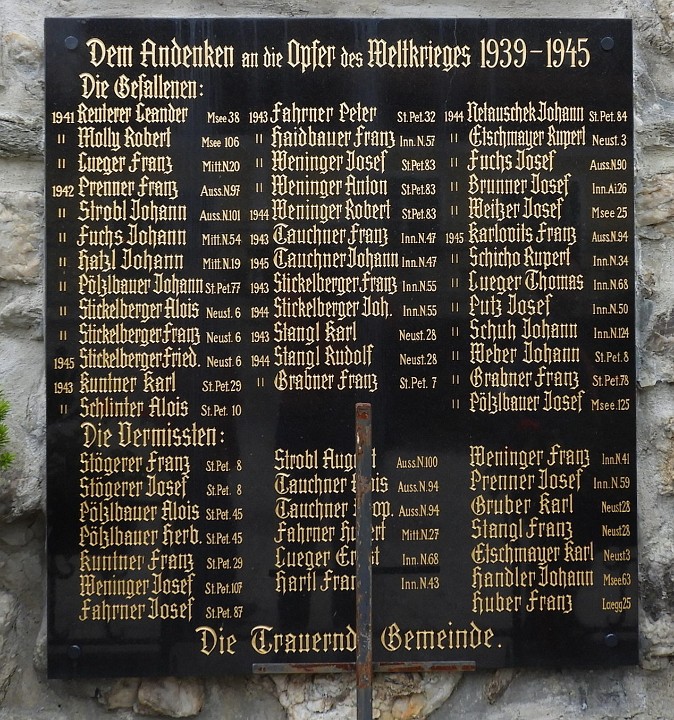 Dem Andenken an die Opfer des Weltkrieges 1939-1945
Die Gefallenen:
1941 Reuterer Leander Msee 38
" Molly Robert Msee 106
" Lueger Franz Mitt.N.20
1942 Prenner Franz Auss.N.97
" Strobl Johann Auss.N.101
" Fuchs Johann Mitt.N.54
" Hatzl Johann Mitt.N.19
" Pölzlbauer Johann St.Pet.77
" Stickelberger Alois Neust. 6
" Stickelberger Franz Neust. 6
1945 Stickelberger Fried. Neust. 6
1943 Kuntner Karl St.Pet.29
" Schlinter Alois St.Pet. 10
1943 Fahrner Peter St.Pet.32
" Haidbauer Franz Inn.N.57
" Weninger Josef St.Pet.83
" Weninger Anton St.Pet.83
1944 Weninger Robert St.Pet.83
1943 Tauchner Franz Inn.N.47
1945 Tauchner Johann Inn.N.47
1943 Stickelberger Franz Inn.N.55
1944 Stickelberger Joh. Inn.N.55
1943 Stangl Karl Neust.28
1944 Stangl Rudolf Neust.28
" Grabner Franz St.Pet. 7
1944 Netauschek Johann St.Pet. 84
" Etschmayer Rupert Neust. 3
" Fuchs Josef Auss.N.90
" Brunner Josef Inn.Ai26
" Weitzer Josef Msee 25
1945 Karlovits Franz Auss.N.94
" Schicho Rupert Inn.N.34
" Lueger Thomas Inn.N.68
" Putz Josef Inn.N.50
" Schuh Johann Inn.N.124
" Weber Johann St.Pet. 8
" Grabner Franz St.Pet.78
" Pölzlbauer Josef Msee.125
Die Vermissten:
Stögerer Franz St.Pet. 8
Stögerer Josef St.Pet. 8
Pölzlbauer Alois St.Pet. 45
Pölzlbauer Herb. St.Pet. 45
Kuntner Franz St.Pet. 29
Weninger Josef St.Pet.107
Fahrner Josef St.Pet. 87
Strobl August Auss.N.100
Tauchner Auss.N.94
Tauchner Auss.N.94
Fahrner Hubert Mitt.N.27
Lueger Ernst Inn.N.68
Hartl Franz Inn.N.43
Weninger Franz Inn.N.41
Prenner Josef Inn.N.59
Gruber Karl Neust28
Stangl Franz Neust28
Etschmayer Karl Neust3
Handler Johann Msee.63
Huber Franz Laegg25
Die Trauernde Gemeinde.